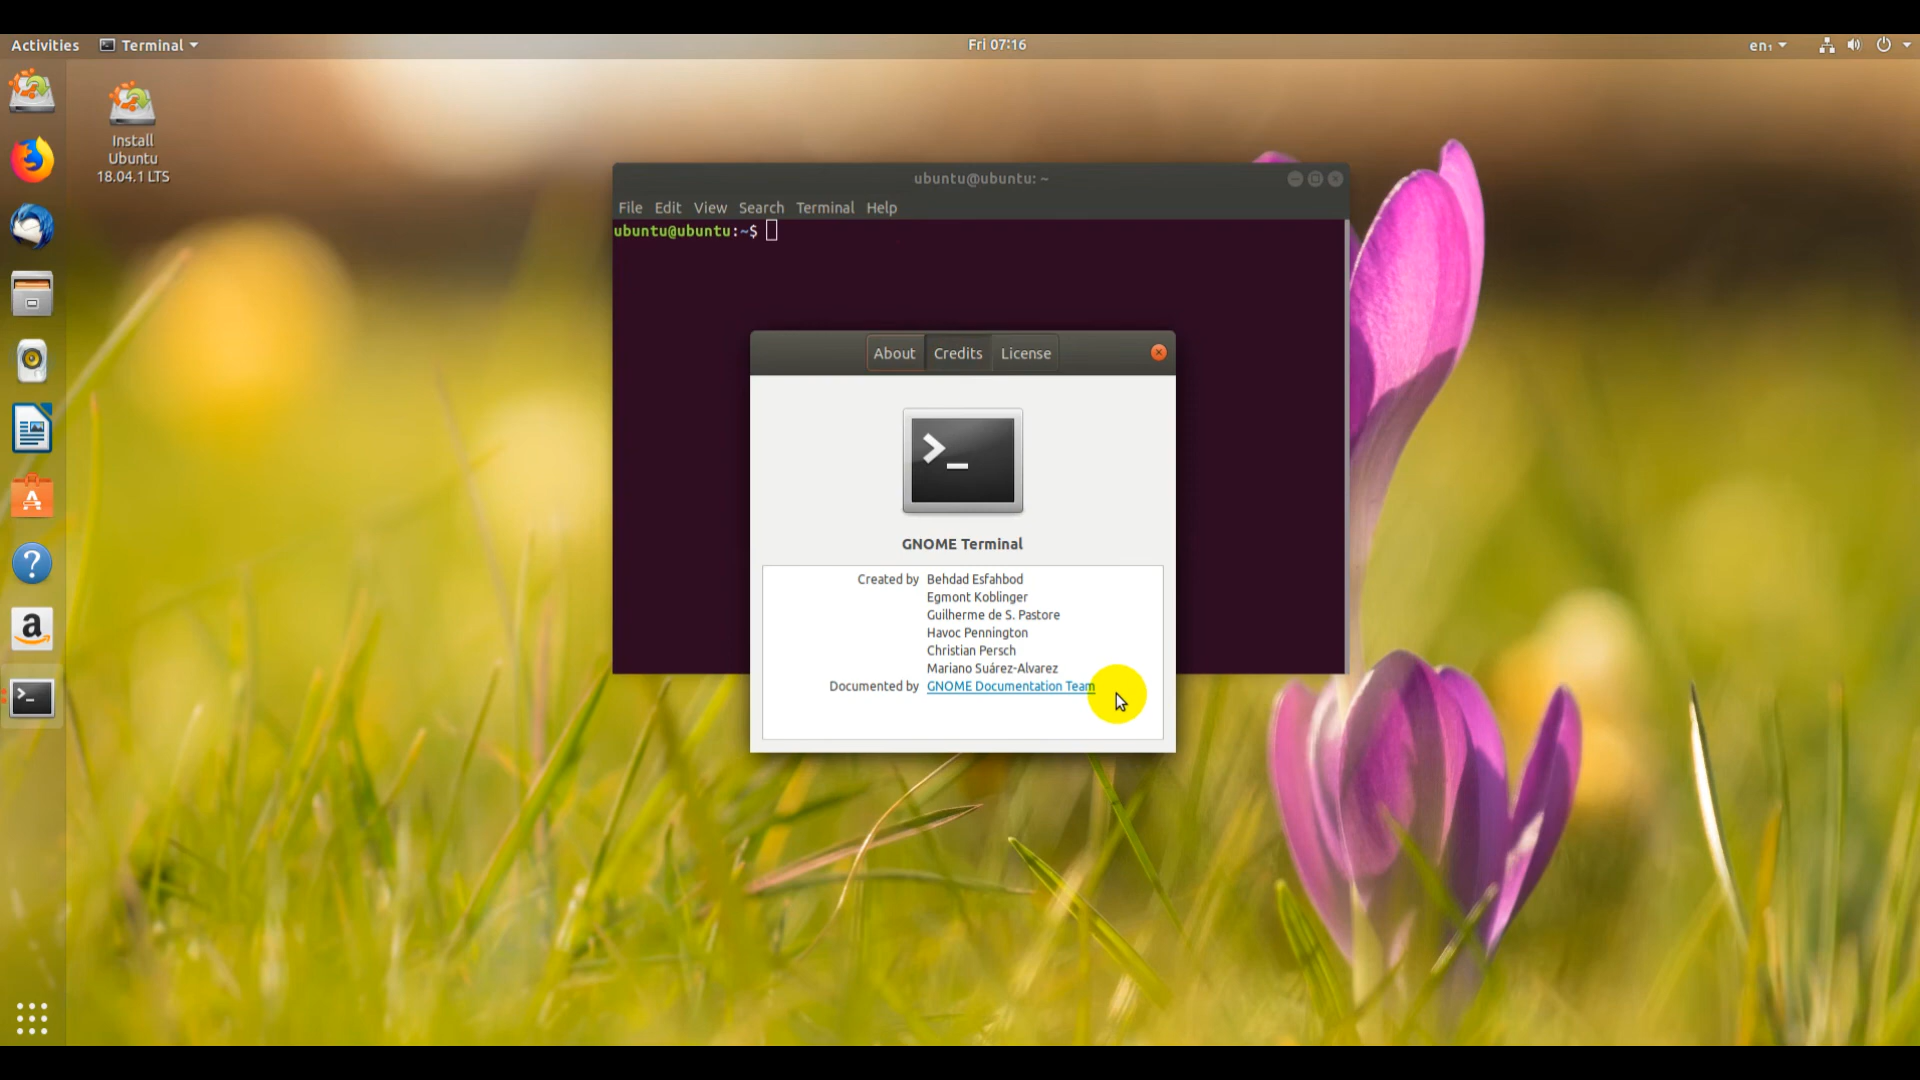 Activities Terminal Fri 07:16 en₁
Install
Ubuntu
18.04.1 LTS
ubuntu@ubuntu: ~
File Edit View Search Terminal Help
ubuntu@ubuntu:~$
About Credits License
>_
GNOME Terminal
Created by Behdad Esfahbod
Egmont Koblinger
Guilherme de S. Pastore
Havoc Pennington
Christian Persch
Mariano Suárez-Alvarez
Documented by GNOME Documentation Team